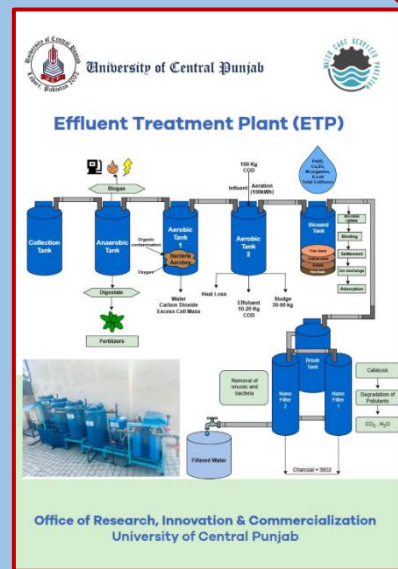 University of Central Punjab
Effluent Treatment Plant (ETP)
100 Kg
COD
Influent
Aeration
(100kWh)
Biogas
Collection
Tank
Anaerobic
Tank
Aerobic
Tank
1
Bacteria
Aerobes
Aerobic
Tank
2
Biosand
Tank
Organic
contamination
Oxygen
Binding
Settlement
Ion exchange
Adsorption
Digestate
Fertilizers
Water
Carbon Dioxide
Excess Cell Mass
Heat Loss
Effluent
10-20 Kg
COD
Sludge
30-60 kg
Break
Tank
Removal of
viruses and
bacteria
Nano
Filter
2
Nano
Filter
1
Catalysis
Degradation of
Pollutants
CO₂ , H₂O
Filtered Water
Charcoal + SiO2
Office of Research, Innovation & Commercialization
University of Central Punjab